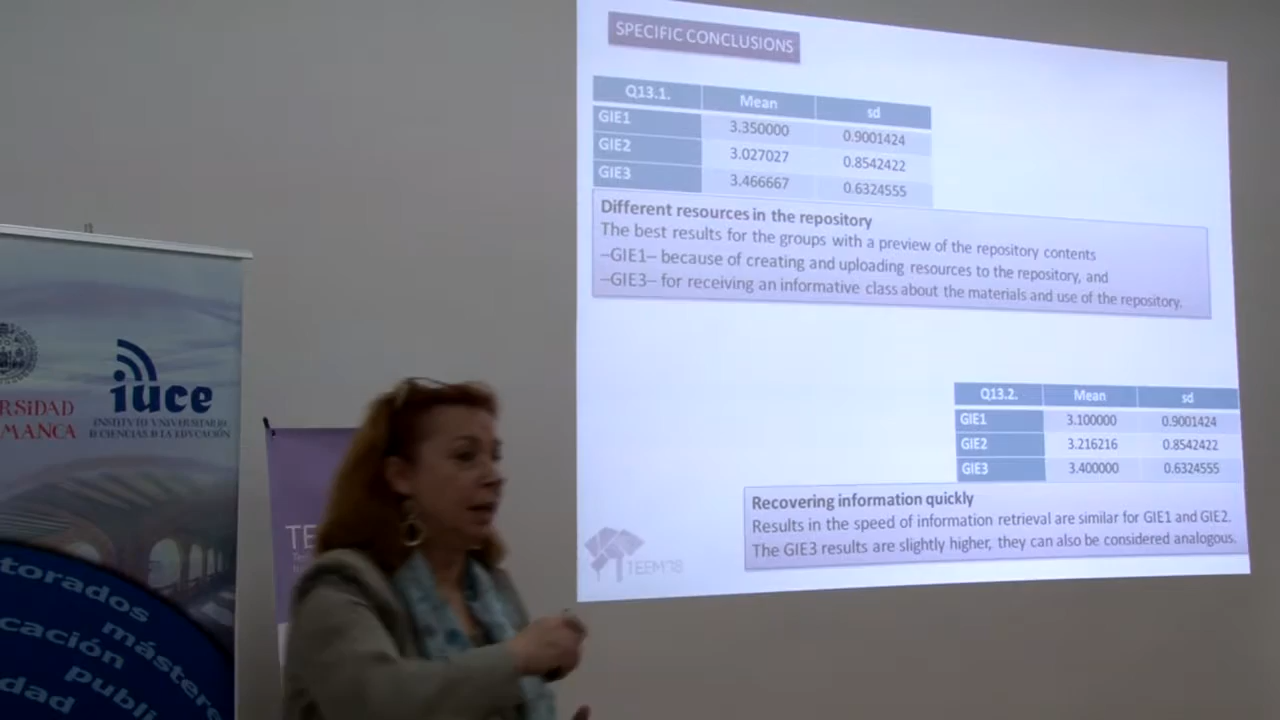 SPECIFIC CONCLUSIONS
Q13.1. Mean sd
GIE1 3.350000 0.9001424
GIE2 3.027027 0.8542422
GIE3 3.466667 0.6324555
Different resources in the repository
The best results for the groups with a preview of the repository contents
–GIE1– because of creating and uploading resources to the repository, and
–GIE3– for receiving an informative class about the materials and use of the repository.
Q13.2. Mean sd
GIE1 3.100000 0.9001424
GIE2 3.216216 0.8542422
GIE3 3.400000 0.6324555
Recovering information quickly
Results in the speed of information retrieval are similar for GIE1 and GIE2.
The GIE3 results are slightly higher, they can also be considered analogous.
TEEM'18
iuce
INSTITUTO UNIVERSITARIO
DE CIENCIAS DE LA EDUCACIÓN
RSIDAD
MANCA
TE
torados
máster
cación
publi
dad